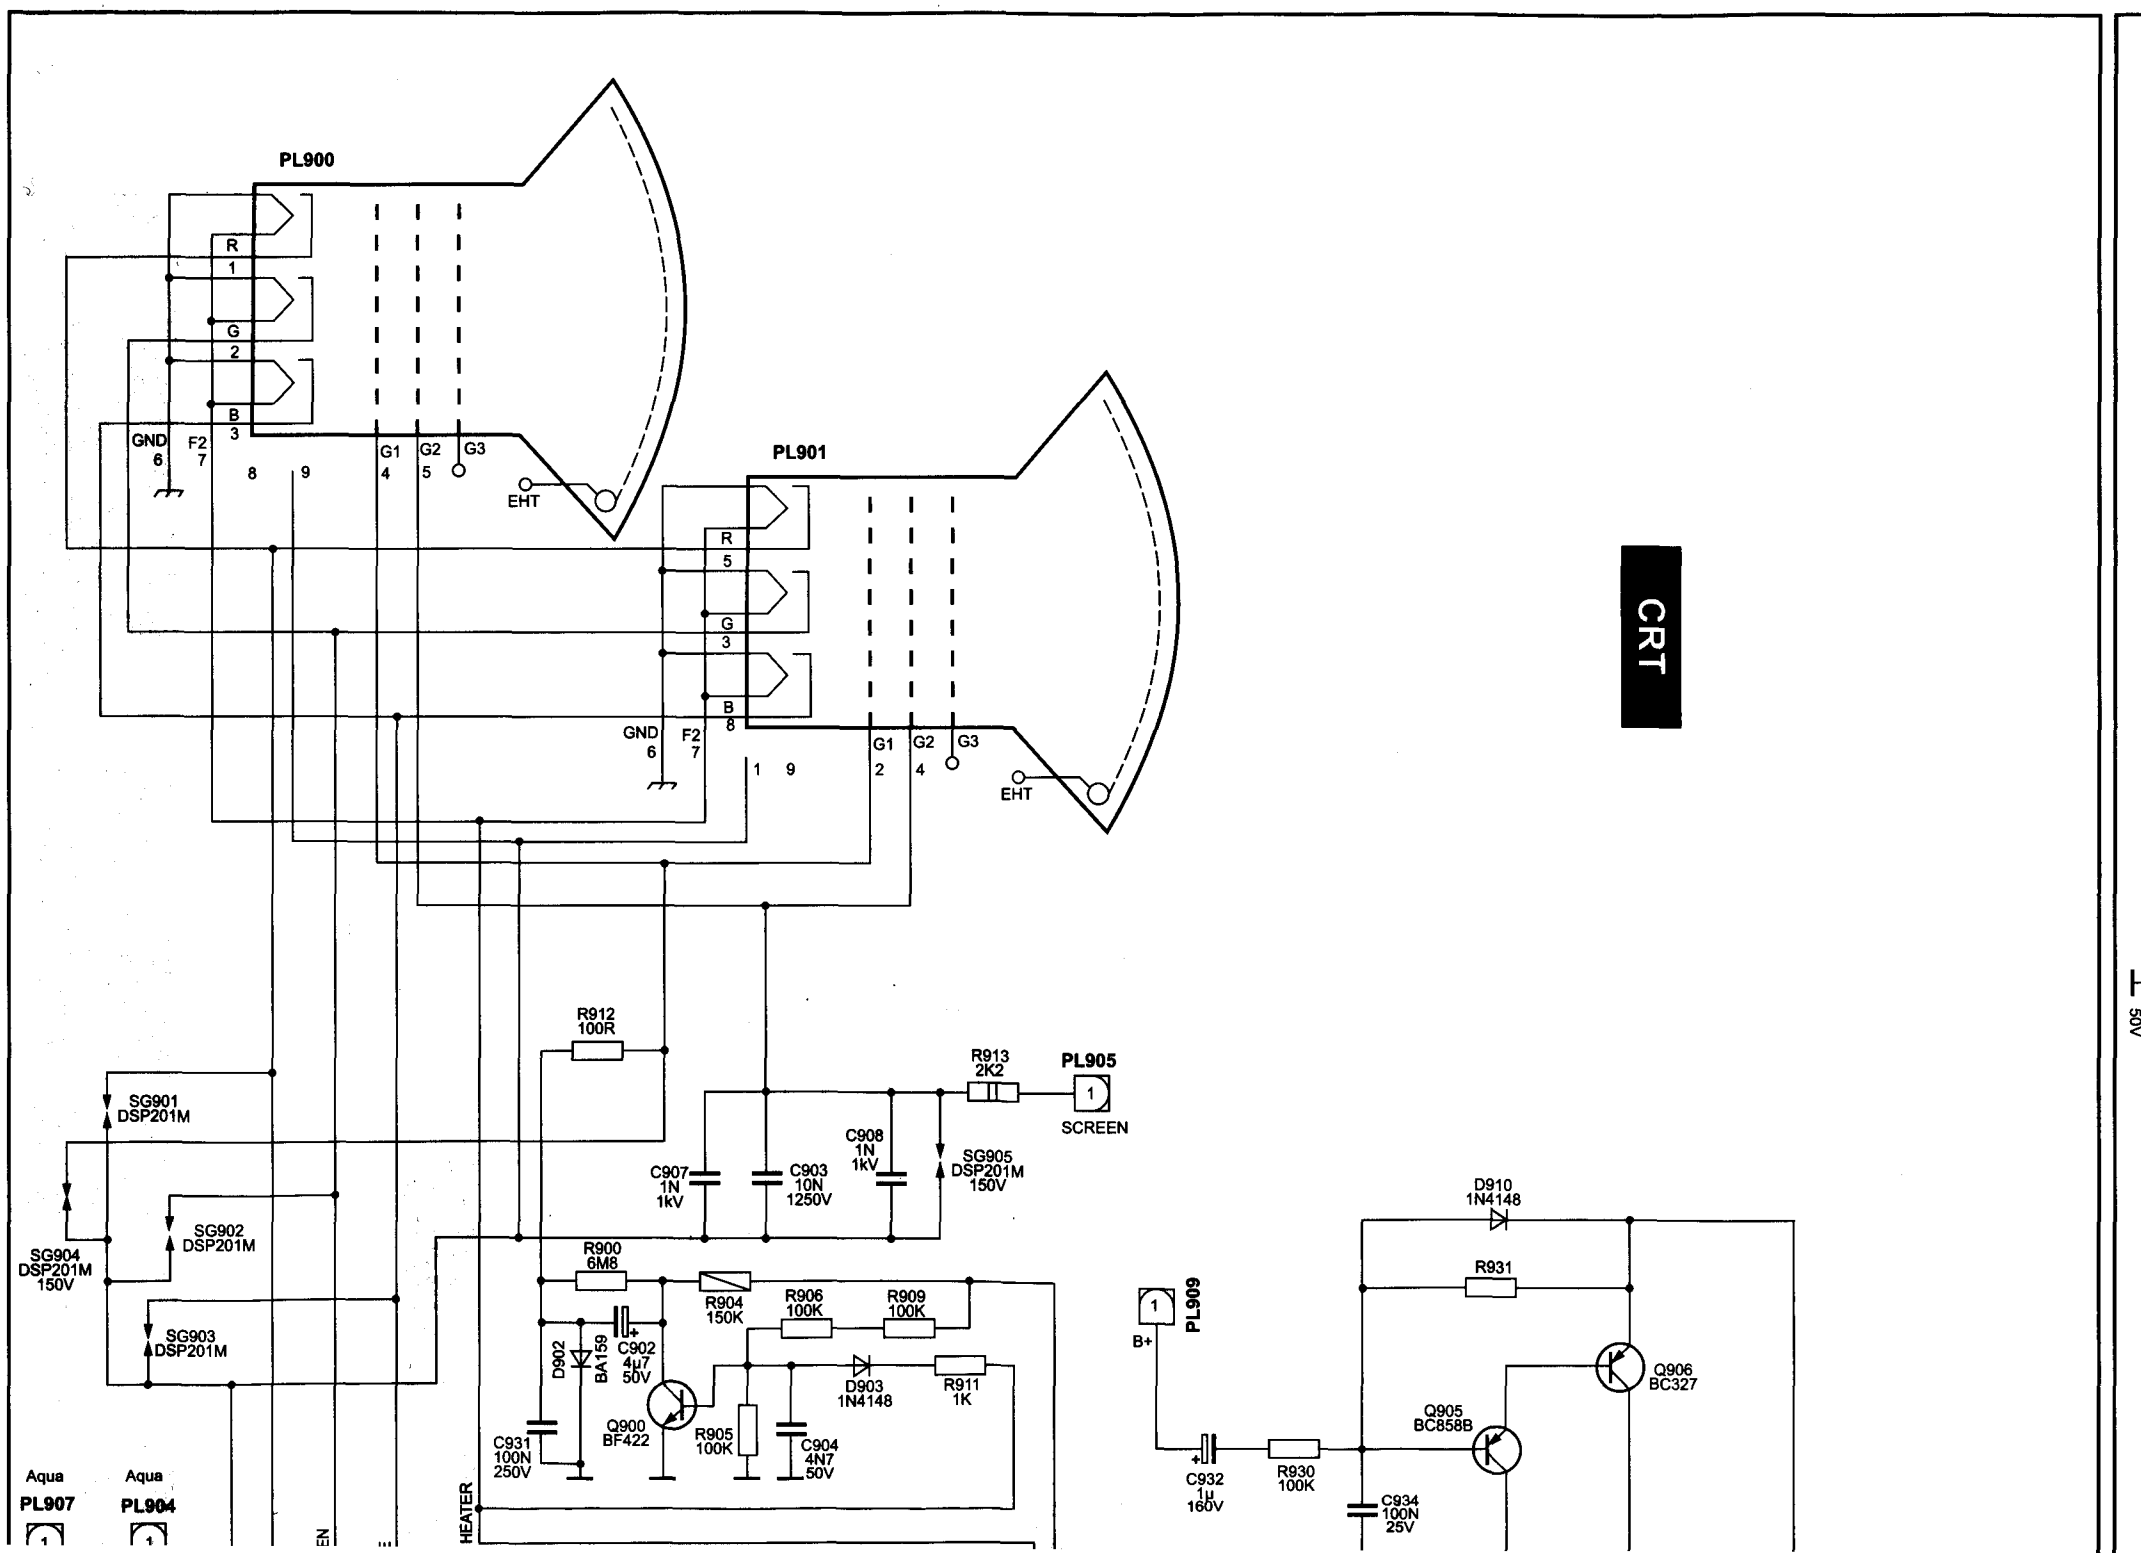 PL900
R
1
G
2
B
3
GND
6
F2
7
8
9
G1
4
G2
5
G3
EHT
PL901
R
5
G
3
B
8
GND
6
F2
7
1
9
G1
2
G2
4
G3
EHT
CRT
50V
R912
100R
R913
2K2
PL905
1
SCREEN
SG901
DSP201M
C907
1N
1kV
C903
10N
1250V
C908
1N
1kV
SG905
DSP201M
150V
SG902
DSP201M
SG904
DSP201M
150V
SG903
DSP201M
R900
6M8
R904
150K
R906
100K
R909
100K
D902
BA159
C902
4µ7
50V
D903
1N4148
R911
1K
Q900
BF422
R905
100K
C904
4N7
50V
C931
100N
250V
HEATER
Aqua
PL907
1
Aqua
PL904
1
EN
D910
1N4148
R931
PL909
1
B+
Q906
BC327
Q905
BC858B
C932
1µ
160V
R930
100K
C934
100N
25V